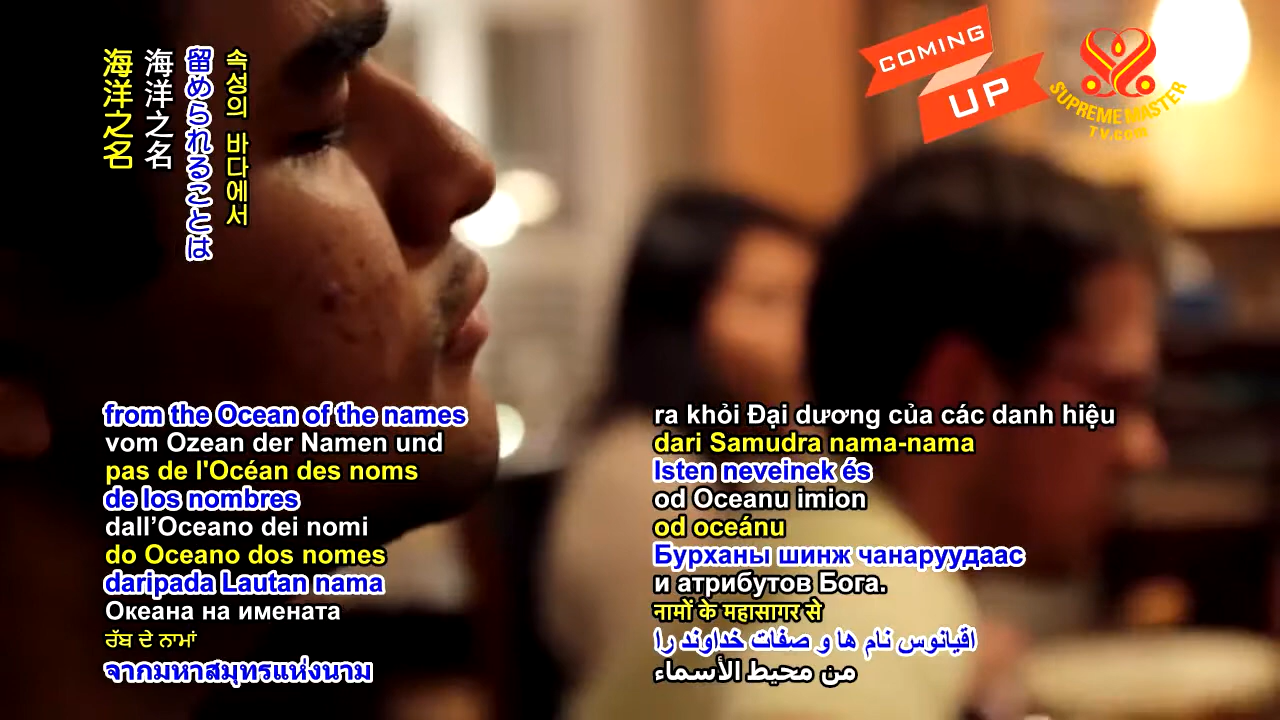 海洋之名
海洋之名
留められることは
속성의 바다에서
COMING
UP
SUPREME MASTER
TV.com
from the Ocean of the names
vom Ozean der Namen und
pas de l'Océan des noms
de los nombres
dall’Oceano dei nomi
do Oceano dos nomes
daripada Lautan nama
Океана на имената
ਰੱਬ ਦੇ ਨਾਮਾਂ
จากมหาสมุทรแห่งนาม
ra khỏi Đại dương của các danh hiệu
dari Samudra nama-nama
Isten neveinek és
od Oceanu imion
od oceánu
Бурханы шинж чанаруудаас
и атрибутов Бога.
नामों के महासागर से
اقیانوس نام ها و صفات خداوند را
من محيط الأسماء